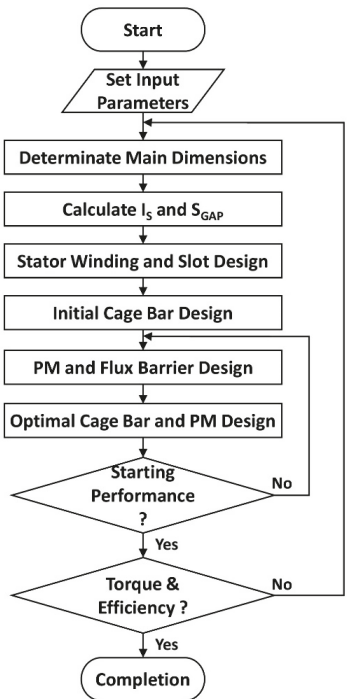 Start
Set Input
Parameters
Determinate Main Dimensions
Calculate IS and SGAP
Stator Winding and Slot Design
Initial Cage Bar Design
PM and Flux Barrier Design
Optimal Cage Bar and PM Design
Starting
Performance
?
No
Yes
Torque &
Efficiency ?
No
Yes
Completion